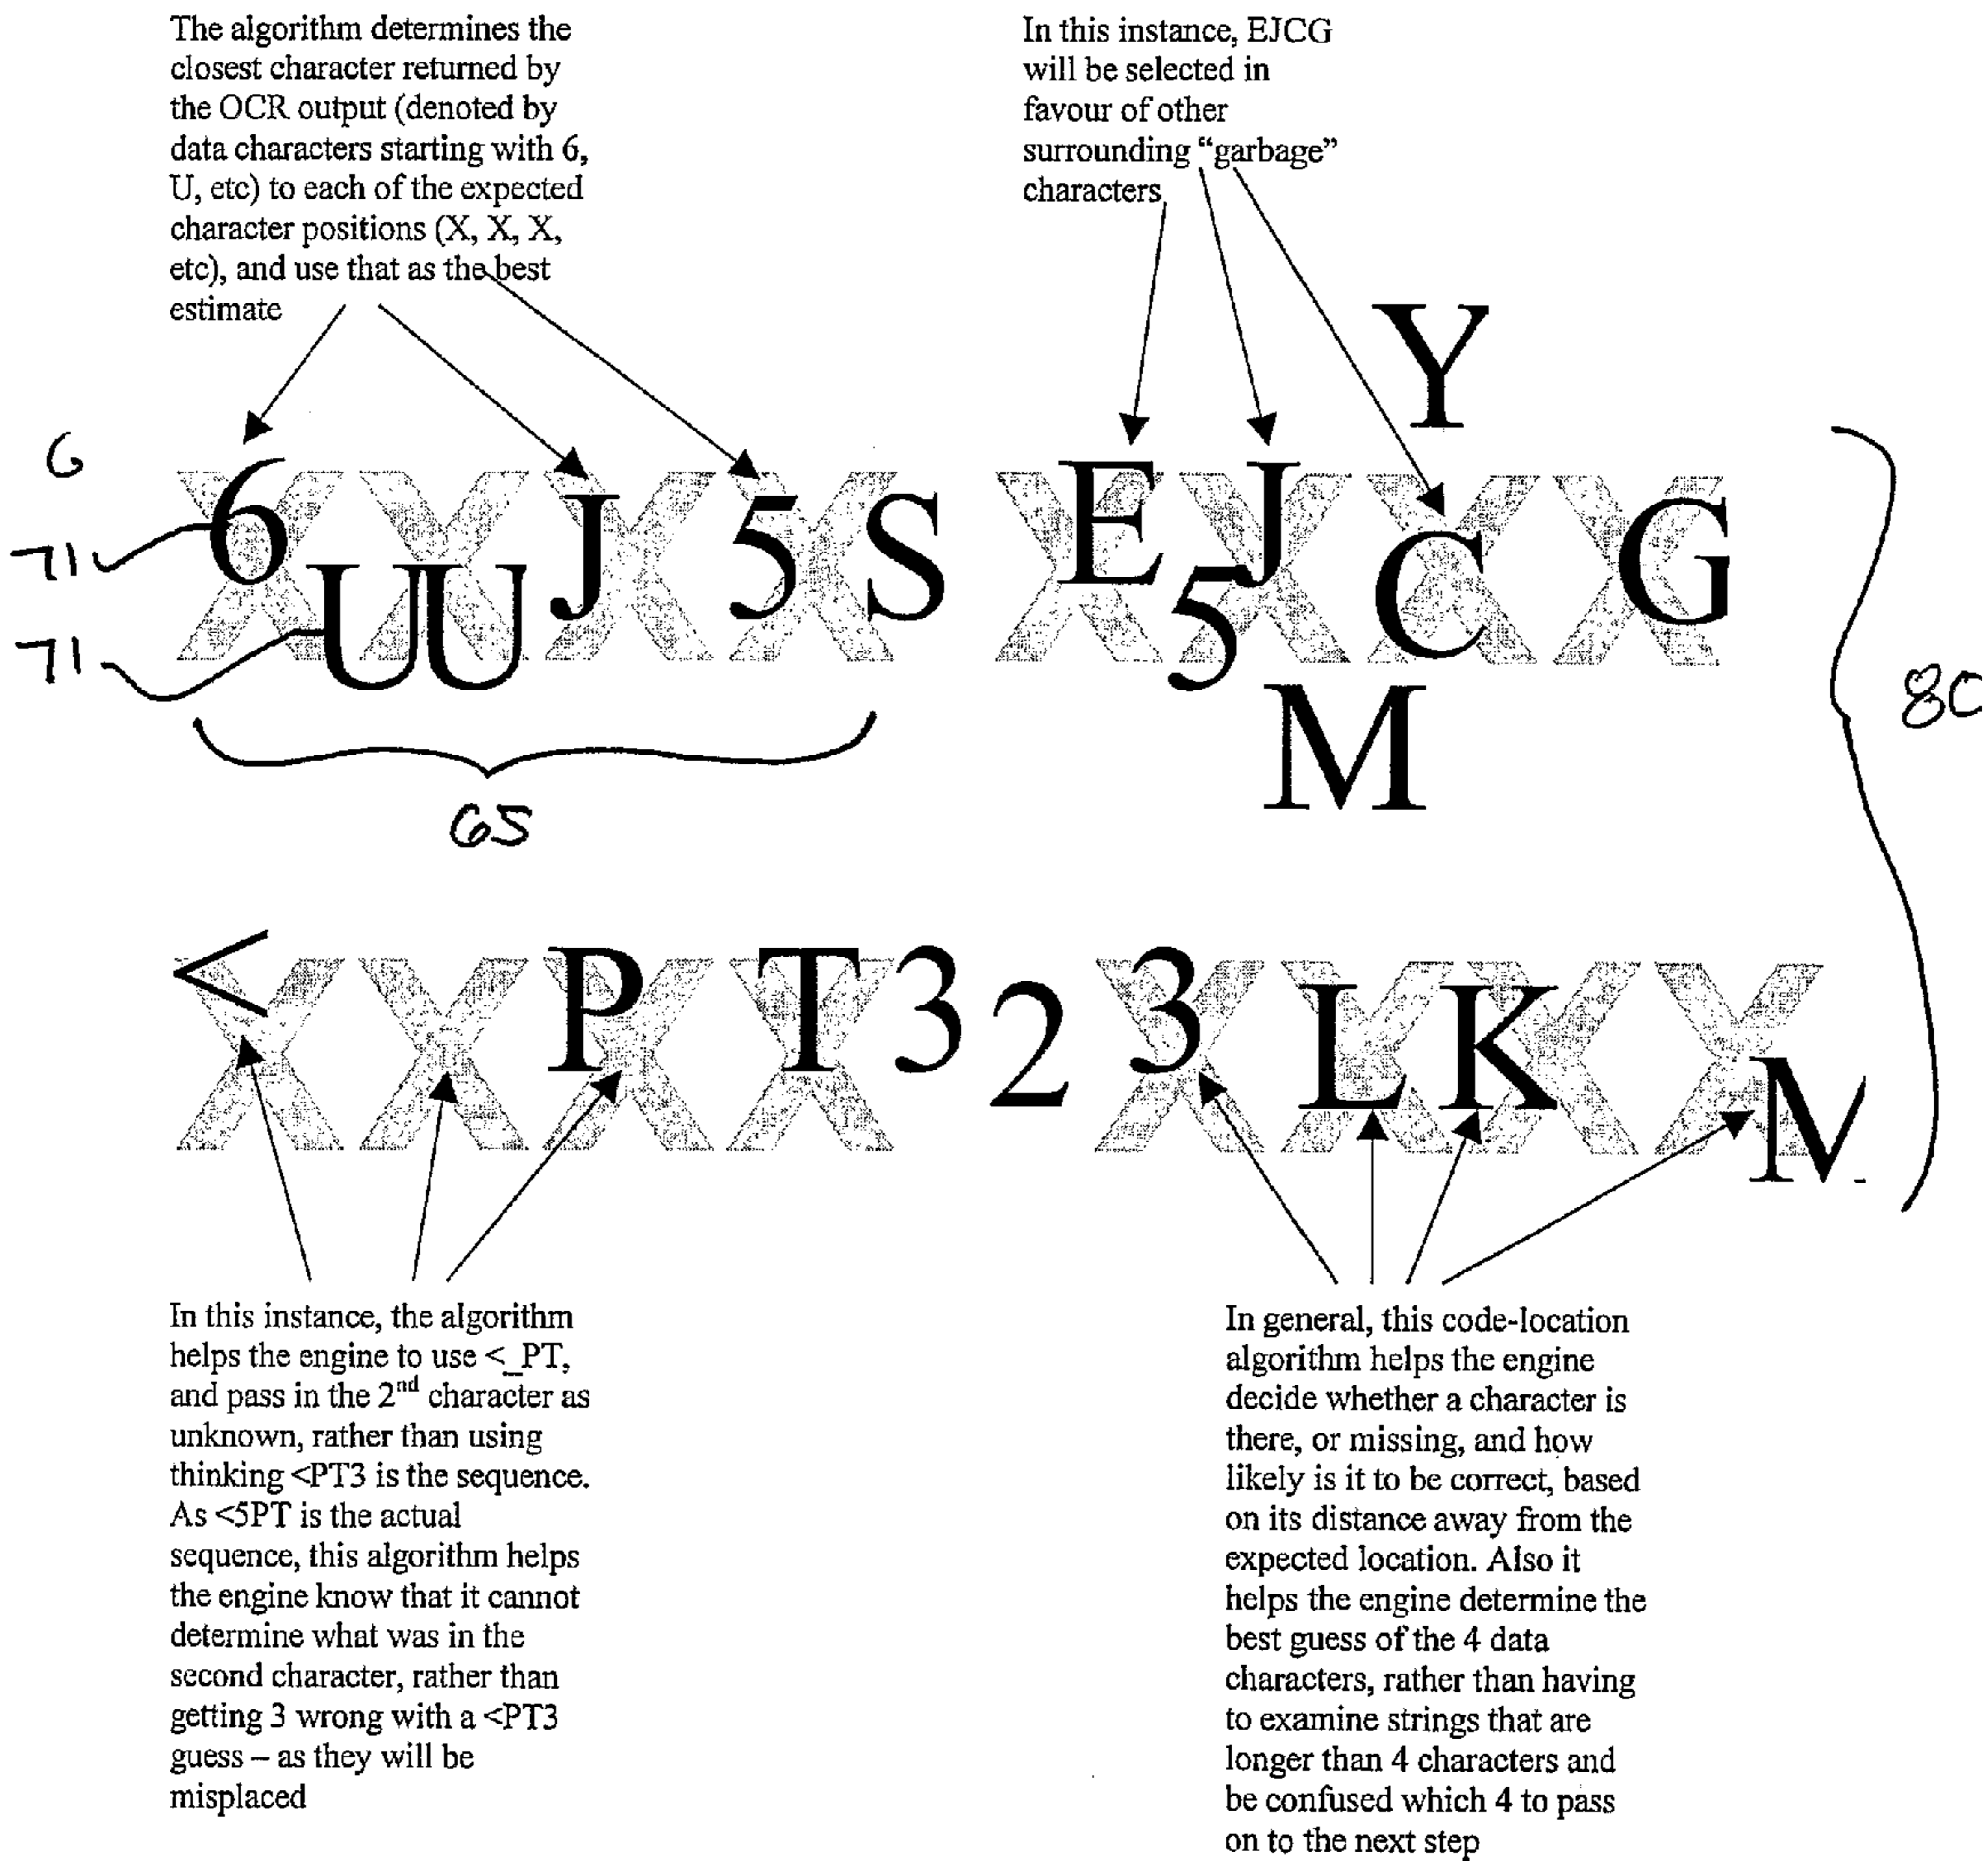 The algorithm determines the
closest character returned by
the OCR output (denoted by
data characters starting with 6,
U, etc) to each of the expected
character positions (X, X, X,
etc), and use that as the best
estimate
In this instance, EJCG
will be selected in
favour of other
surrounding “garbage”
characters
Y
6
X X X X X X X X
6 U U J 5 S E 5 J C G
71
71
M
65
80
X X X X X X X X
< P T 3 2 3 L K M
In this instance, the algorithm
helps the engine to use <_PT,
and pass in the 2nd character as
unknown, rather than using
thinking <PT3 is the sequence.
As <5PT is the actual
sequence, this algorithm helps
the engine know that it cannot
determine what was in the
second character, rather than
getting 3 wrong with a <PT3
guess – as they will be
misplaced
In general, this code-location
algorithm helps the engine
decide whether a character is
there, or missing, and how
likely is it to be correct, based
on its distance away from the
expected location. Also it
helps the engine determine the
best guess of the 4 data
characters, rather than having
to examine strings that are
longer than 4 characters and
be confused which 4 to pass
on to the next step